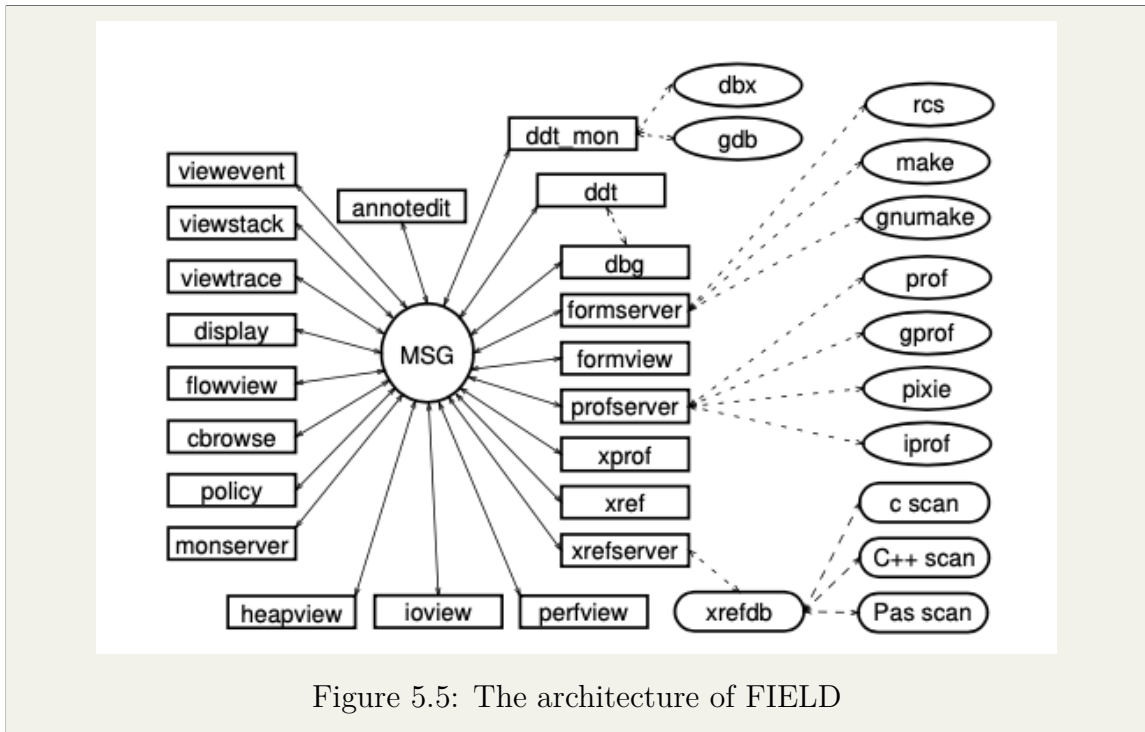 dbx
rcs
ddt_mon
gdb
viewevent
make
annotedit
ddt
viewstack
gnumake
viewtrace
dbg
prof
formserver
display
MSG
formview
gprof
flowview
profserver
pixie
cbrowse
xprof
iprof
policy
xref
c scan
monserver
xrefserver
C++ scan
heapview
ioview
perfview
xrefdb
Pas scan
Figure 5.5: The architecture of FIELD